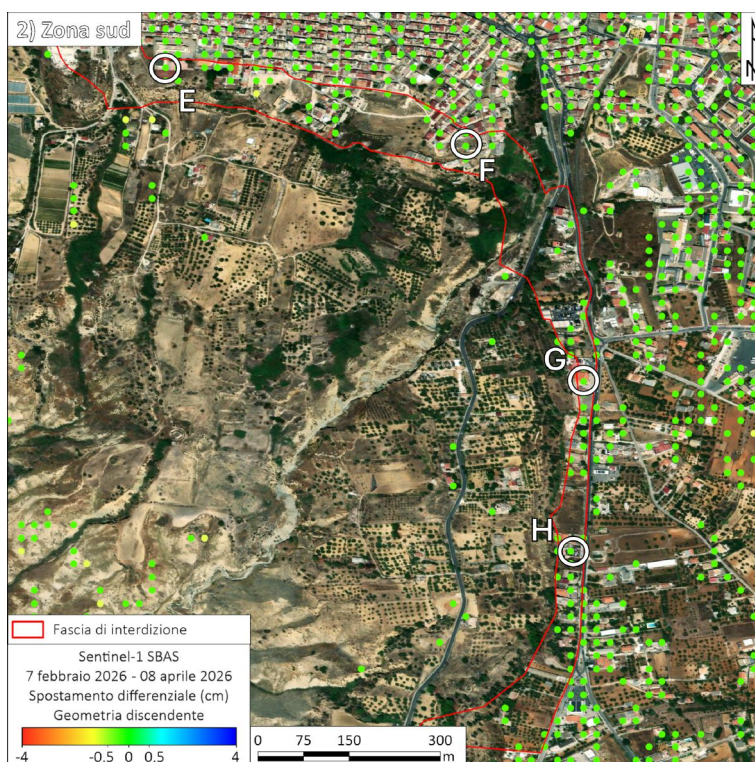 2) Zona sud
N
E
F
G
H
Fascia di interdizione
Sentinel-1 SBAS
7 febbraio 2026 - 08 aprile 2026
Spostamento differenziale (cm)
Geometria discendente
-4 -0.5 0 0.5 4
0 75 150 300
m